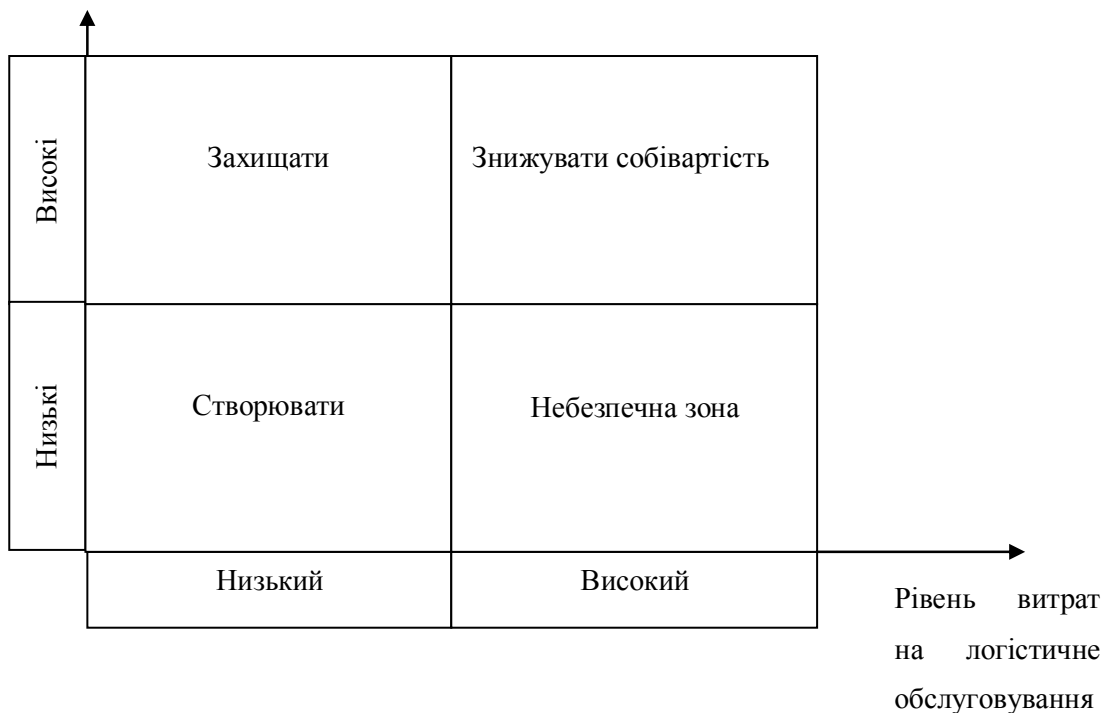 Високі
Захищати
Знижувати собівартість
Низькі
Створювати
Небезпечна зона
Низький
Високий
Рівень витрат
на логістичне
обслуговування